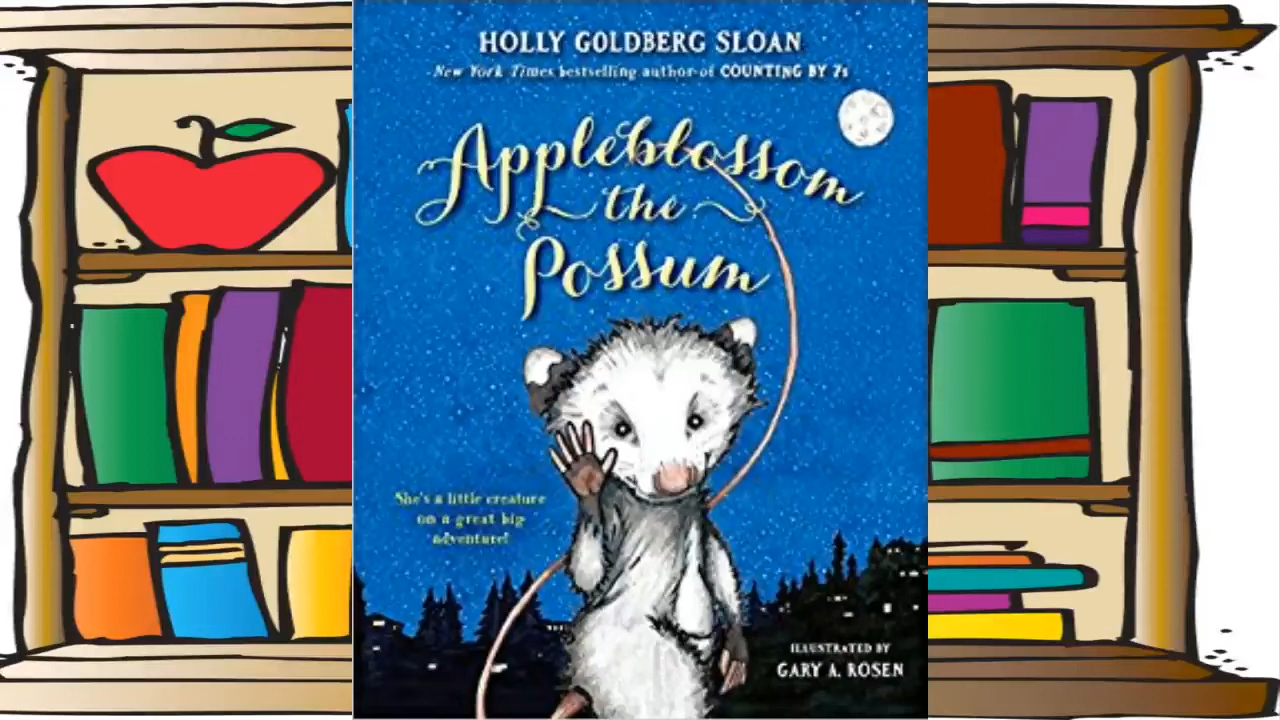 HOLLY GOLDBERG SLOAN
New York Times bestselling author of COUNTING BY 7s
Appleblossom
the
Possum
She's a little creature
on a great big
adventure!
ILLUSTRATED BY
GARY A. ROSEN